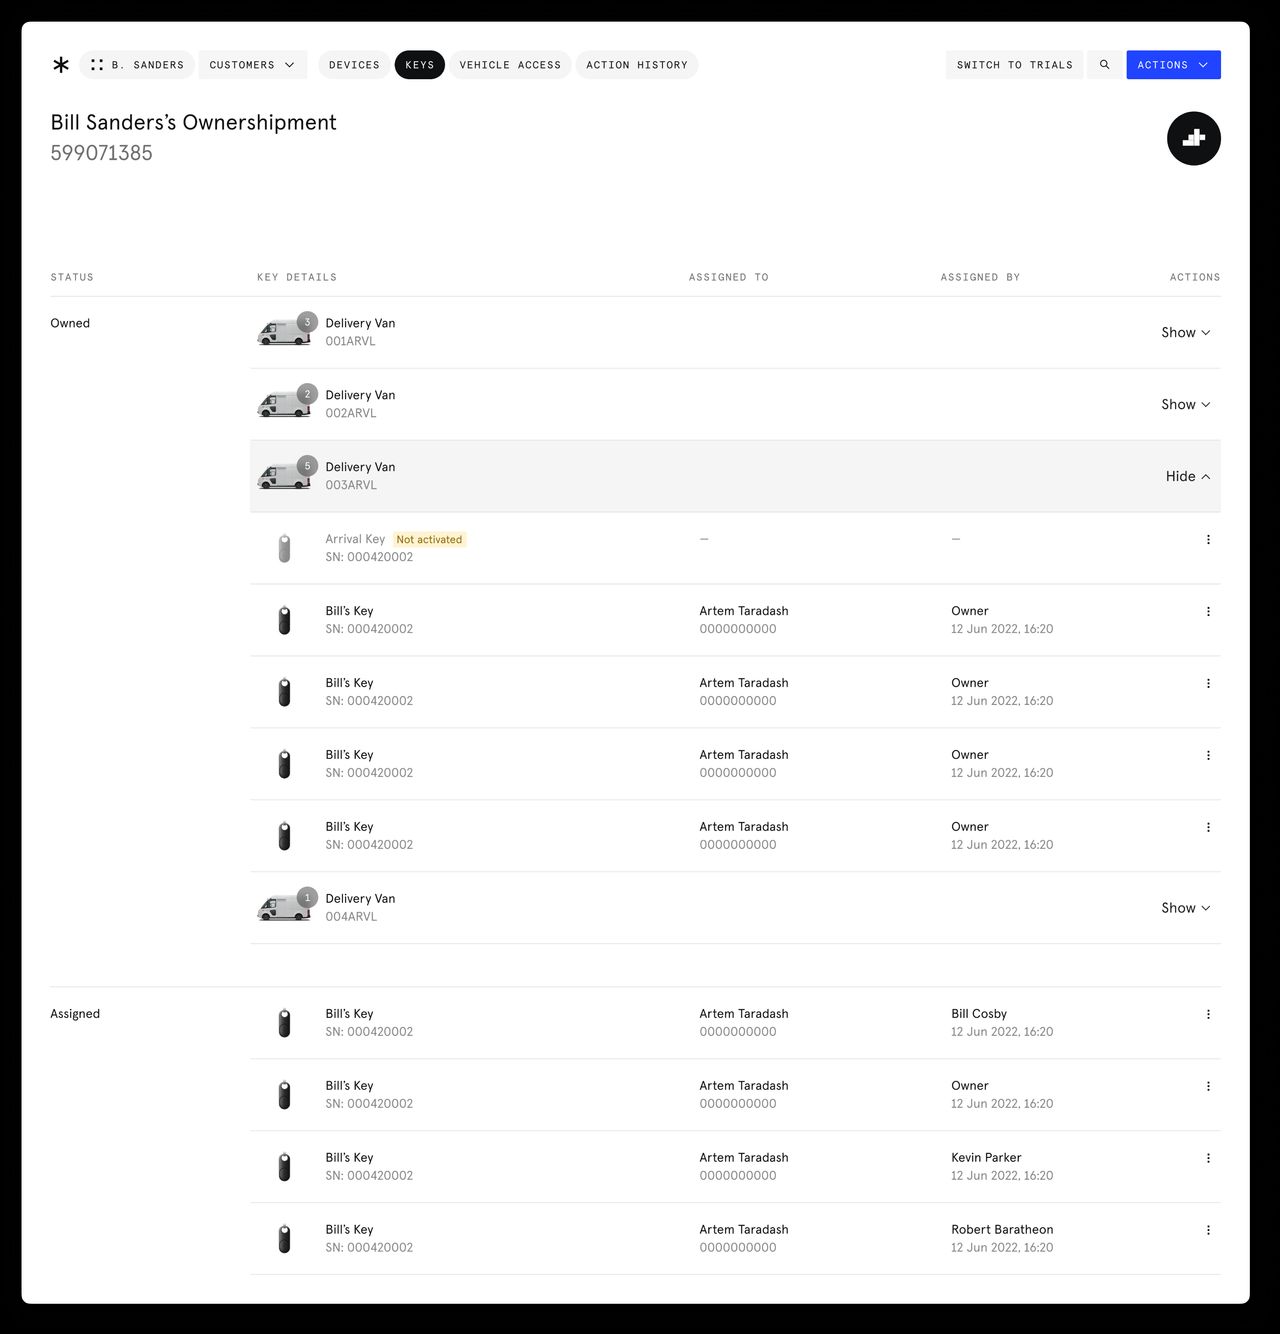 B. SANDERS CUSTOMERS DEVICES KEYS VEHICLE ACCESS ACTION HISTORY SWITCH TO TRIALS ACTIONS
Bill Sanders’s Ownershipment
599071385
STATUS KEY DETAILS ASSIGNED TO ASSIGNED BY ACTIONS
Owned 3 Delivery Van Show
001ARVL
2 Delivery Van Show
002ARVL
5 Delivery Van Hide
003ARVL
Arrival Key Not activated — —
SN: 000420002
Bill’s Key Artem Taradash Owner
SN: 000420002 0000000000 12 Jun 2022, 16:20
Bill’s Key Artem Taradash Owner
SN: 000420002 0000000000 12 Jun 2022, 16:20
Bill’s Key Artem Taradash Owner
SN: 000420002 0000000000 12 Jun 2022, 16:20
Bill’s Key Artem Taradash Owner
SN: 000420002 0000000000 12 Jun 2022, 16:20
1 Delivery Van Show
004ARVL
Assigned Bill’s Key Artem Taradash Bill Cosby
SN: 000420002 0000000000 12 Jun 2022, 16:20
Bill’s Key Artem Taradash Owner
SN: 000420002 0000000000 12 Jun 2022, 16:20
Bill’s Key Artem Taradash Kevin Parker
SN: 000420002 0000000000 12 Jun 2022, 16:20
Bill’s Key Artem Taradash Robert Baratheon
SN: 000420002 0000000000 12 Jun 2022, 16:20